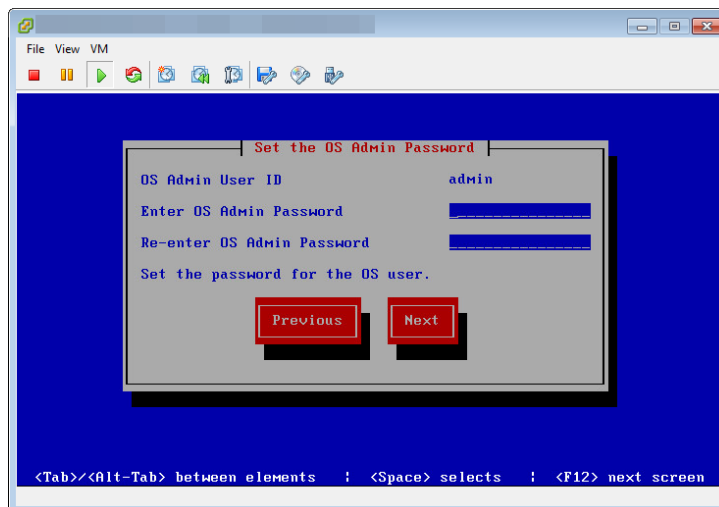 File View VM
Set the OS Admin Password
OS Admin User ID admin
Enter OS Admin Password
Re-enter OS Admin Password
Set the password for the OS user.
Previous Next
<Tab>/<Alt-Tab> between elements ¦ <Space> selects ¦ <F12> next screen